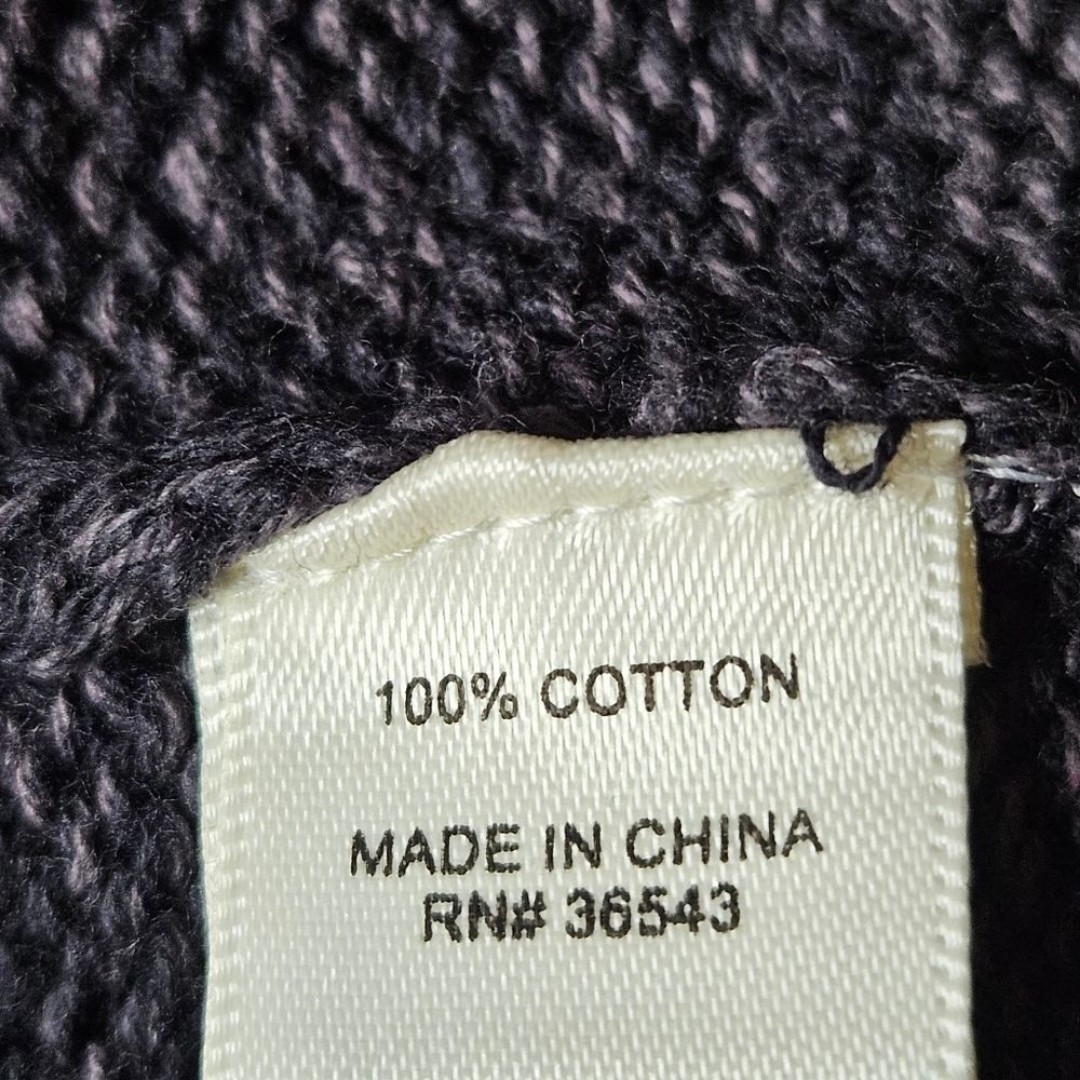 100% COTTON
MADE IN CHINA
RN# 36543